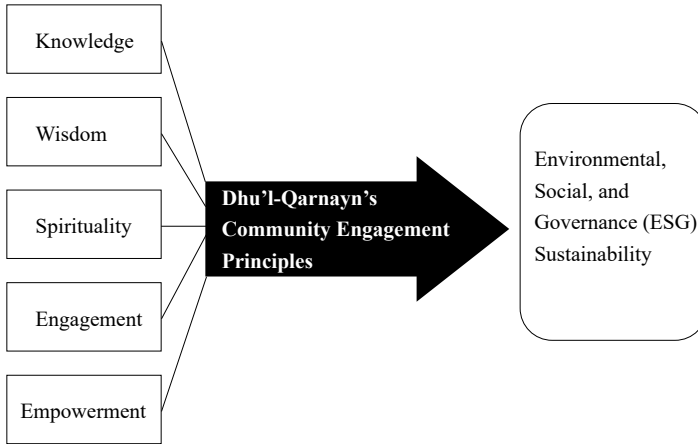 Knowledge
Wisdom
Spirituality
Engagement
Empowerment
Dhu’l-Qarnayn’s
Community Engagement
Principles
Environmental,
Social, and
Governance (ESG)
Sustainability